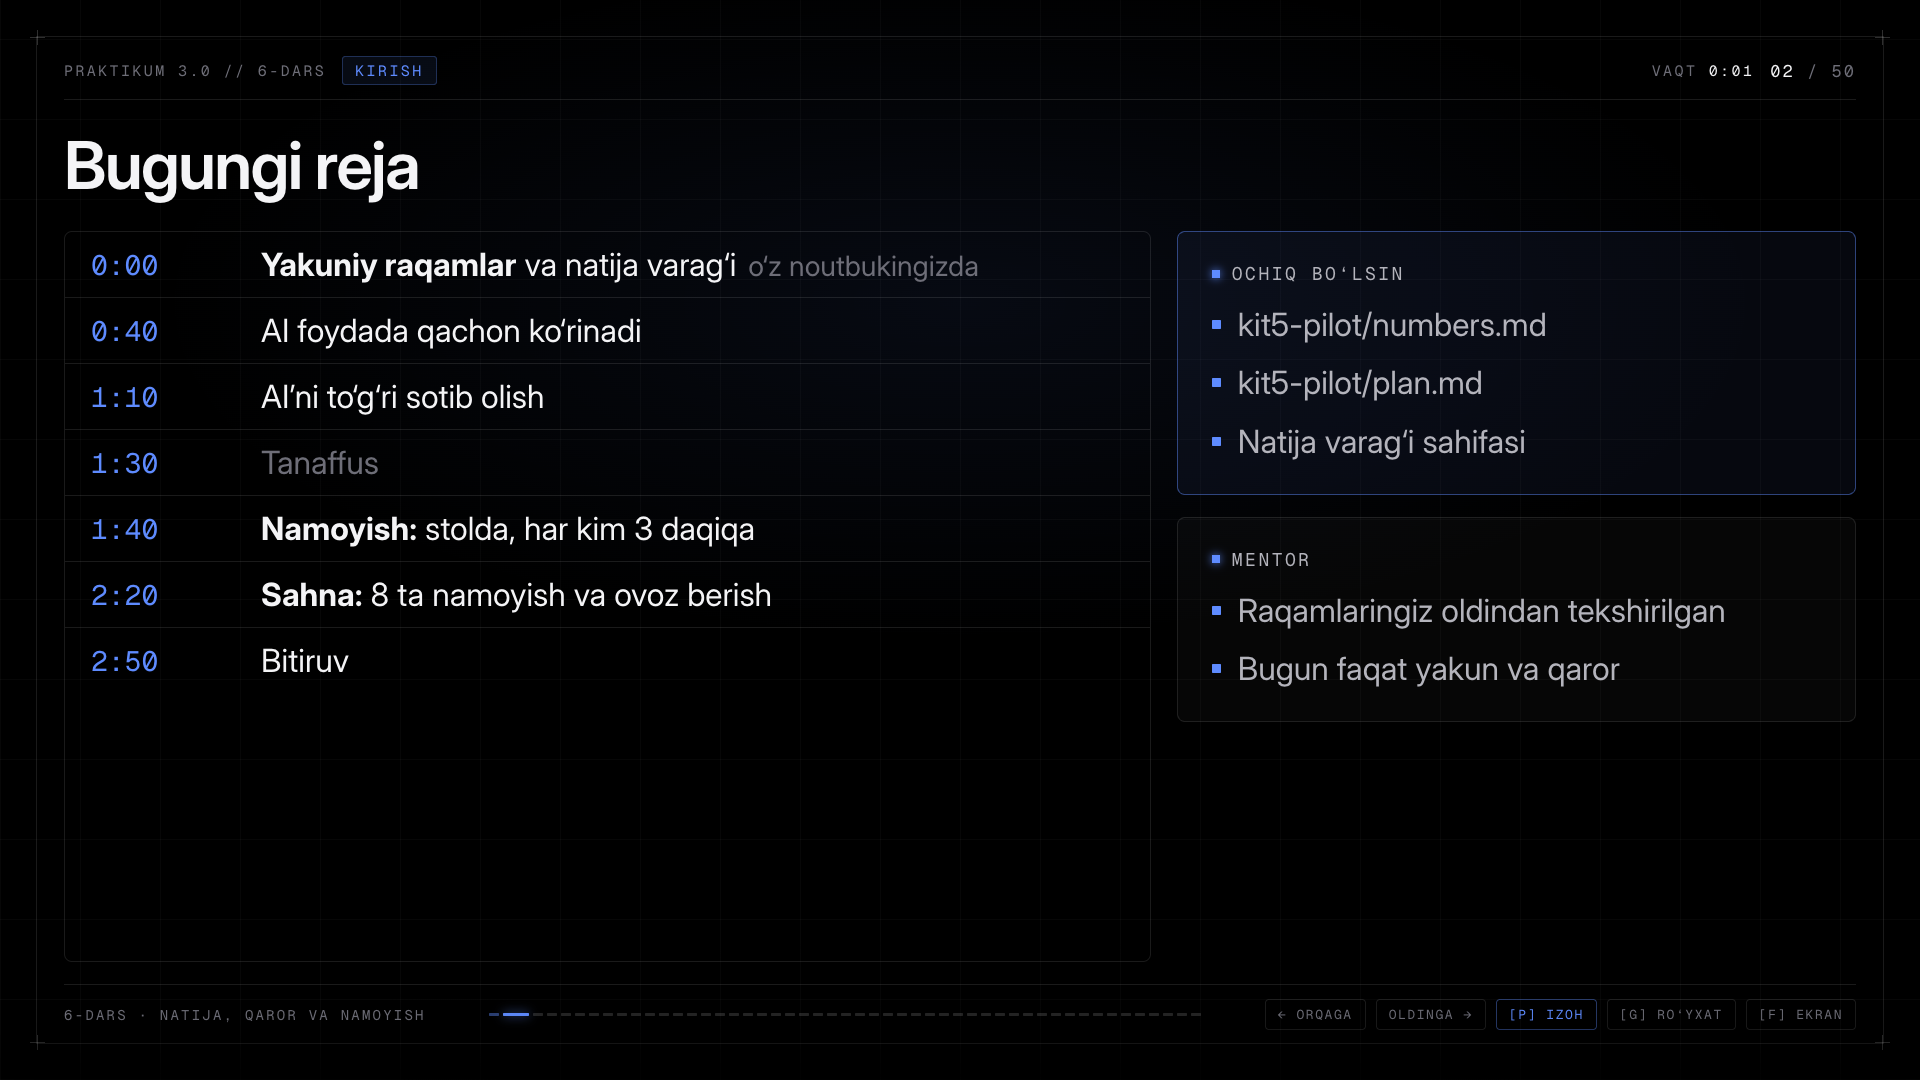 PRAKTIKUM 3.0 // 6-DARS KIRISH
VAQT 0:01 02 / 50
Bugungi reja
0:00 Yakuniy raqamlar va natija varag‘i o‘z noutbukingizda
0:40 AI foydada qachon ko‘rinadi
1:10 AI’ni to‘g‘ri sotib olish
1:30 Tanaffus
1:40 Namoyish: stolda, har kim 3 daqiqa
2:20 Sahna: 8 ta namoyish va ovoz berish
2:50 Bitiruv
OCHIQ BO‘LSIN
kit5-pilot/numbers.md
kit5-pilot/plan.md
Natija varag‘i sahifasi
MENTOR
Raqamlaringiz oldindan tekshirilgan
Bugun faqat yakun va qaror
6-DARS · NATIJA, QAROR VA NAMOYISH
← ORQAGA OLDINGA → [P] IZOH [G] RO‘YXAT [F] EKRAN